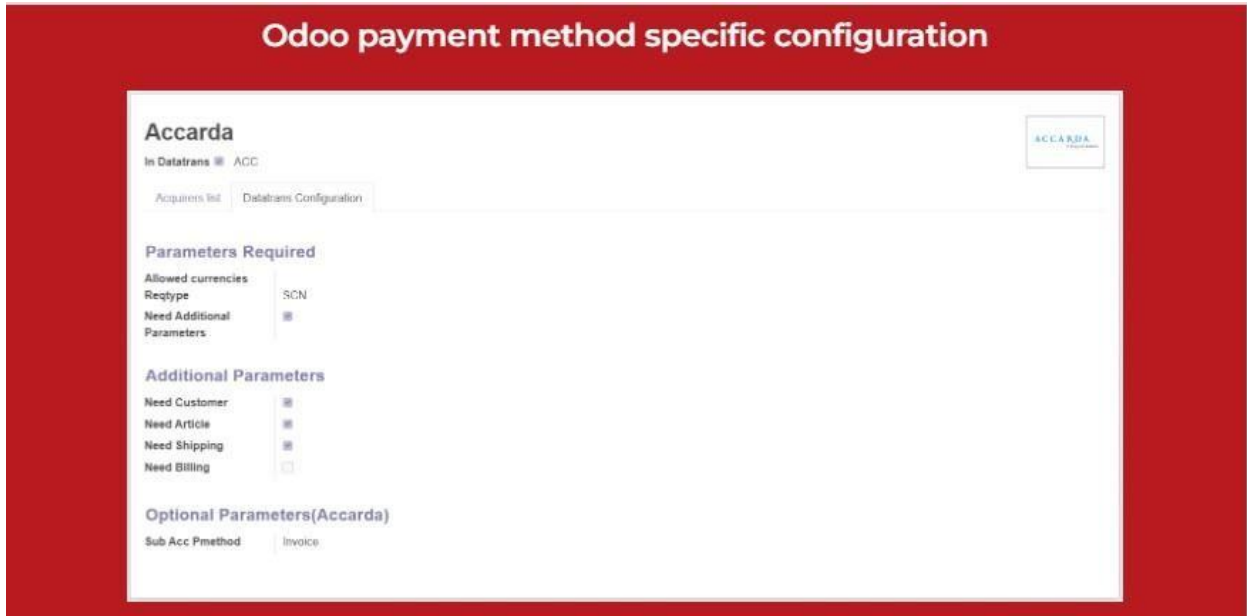 Odoo payment method specific configuration
Accarda
ACCARDA
In Datatrans ACC
Acquirers list Datatrans Configuration
Parameters Required
Allowed currencies
Reqtype SCN
Need Additional
Parameters
Additional Parameters
Need Customer
Need Article
Need Shipping
Need Billing
Optional Parameters(Accarda)
Sub Acc Pmethod Invoice